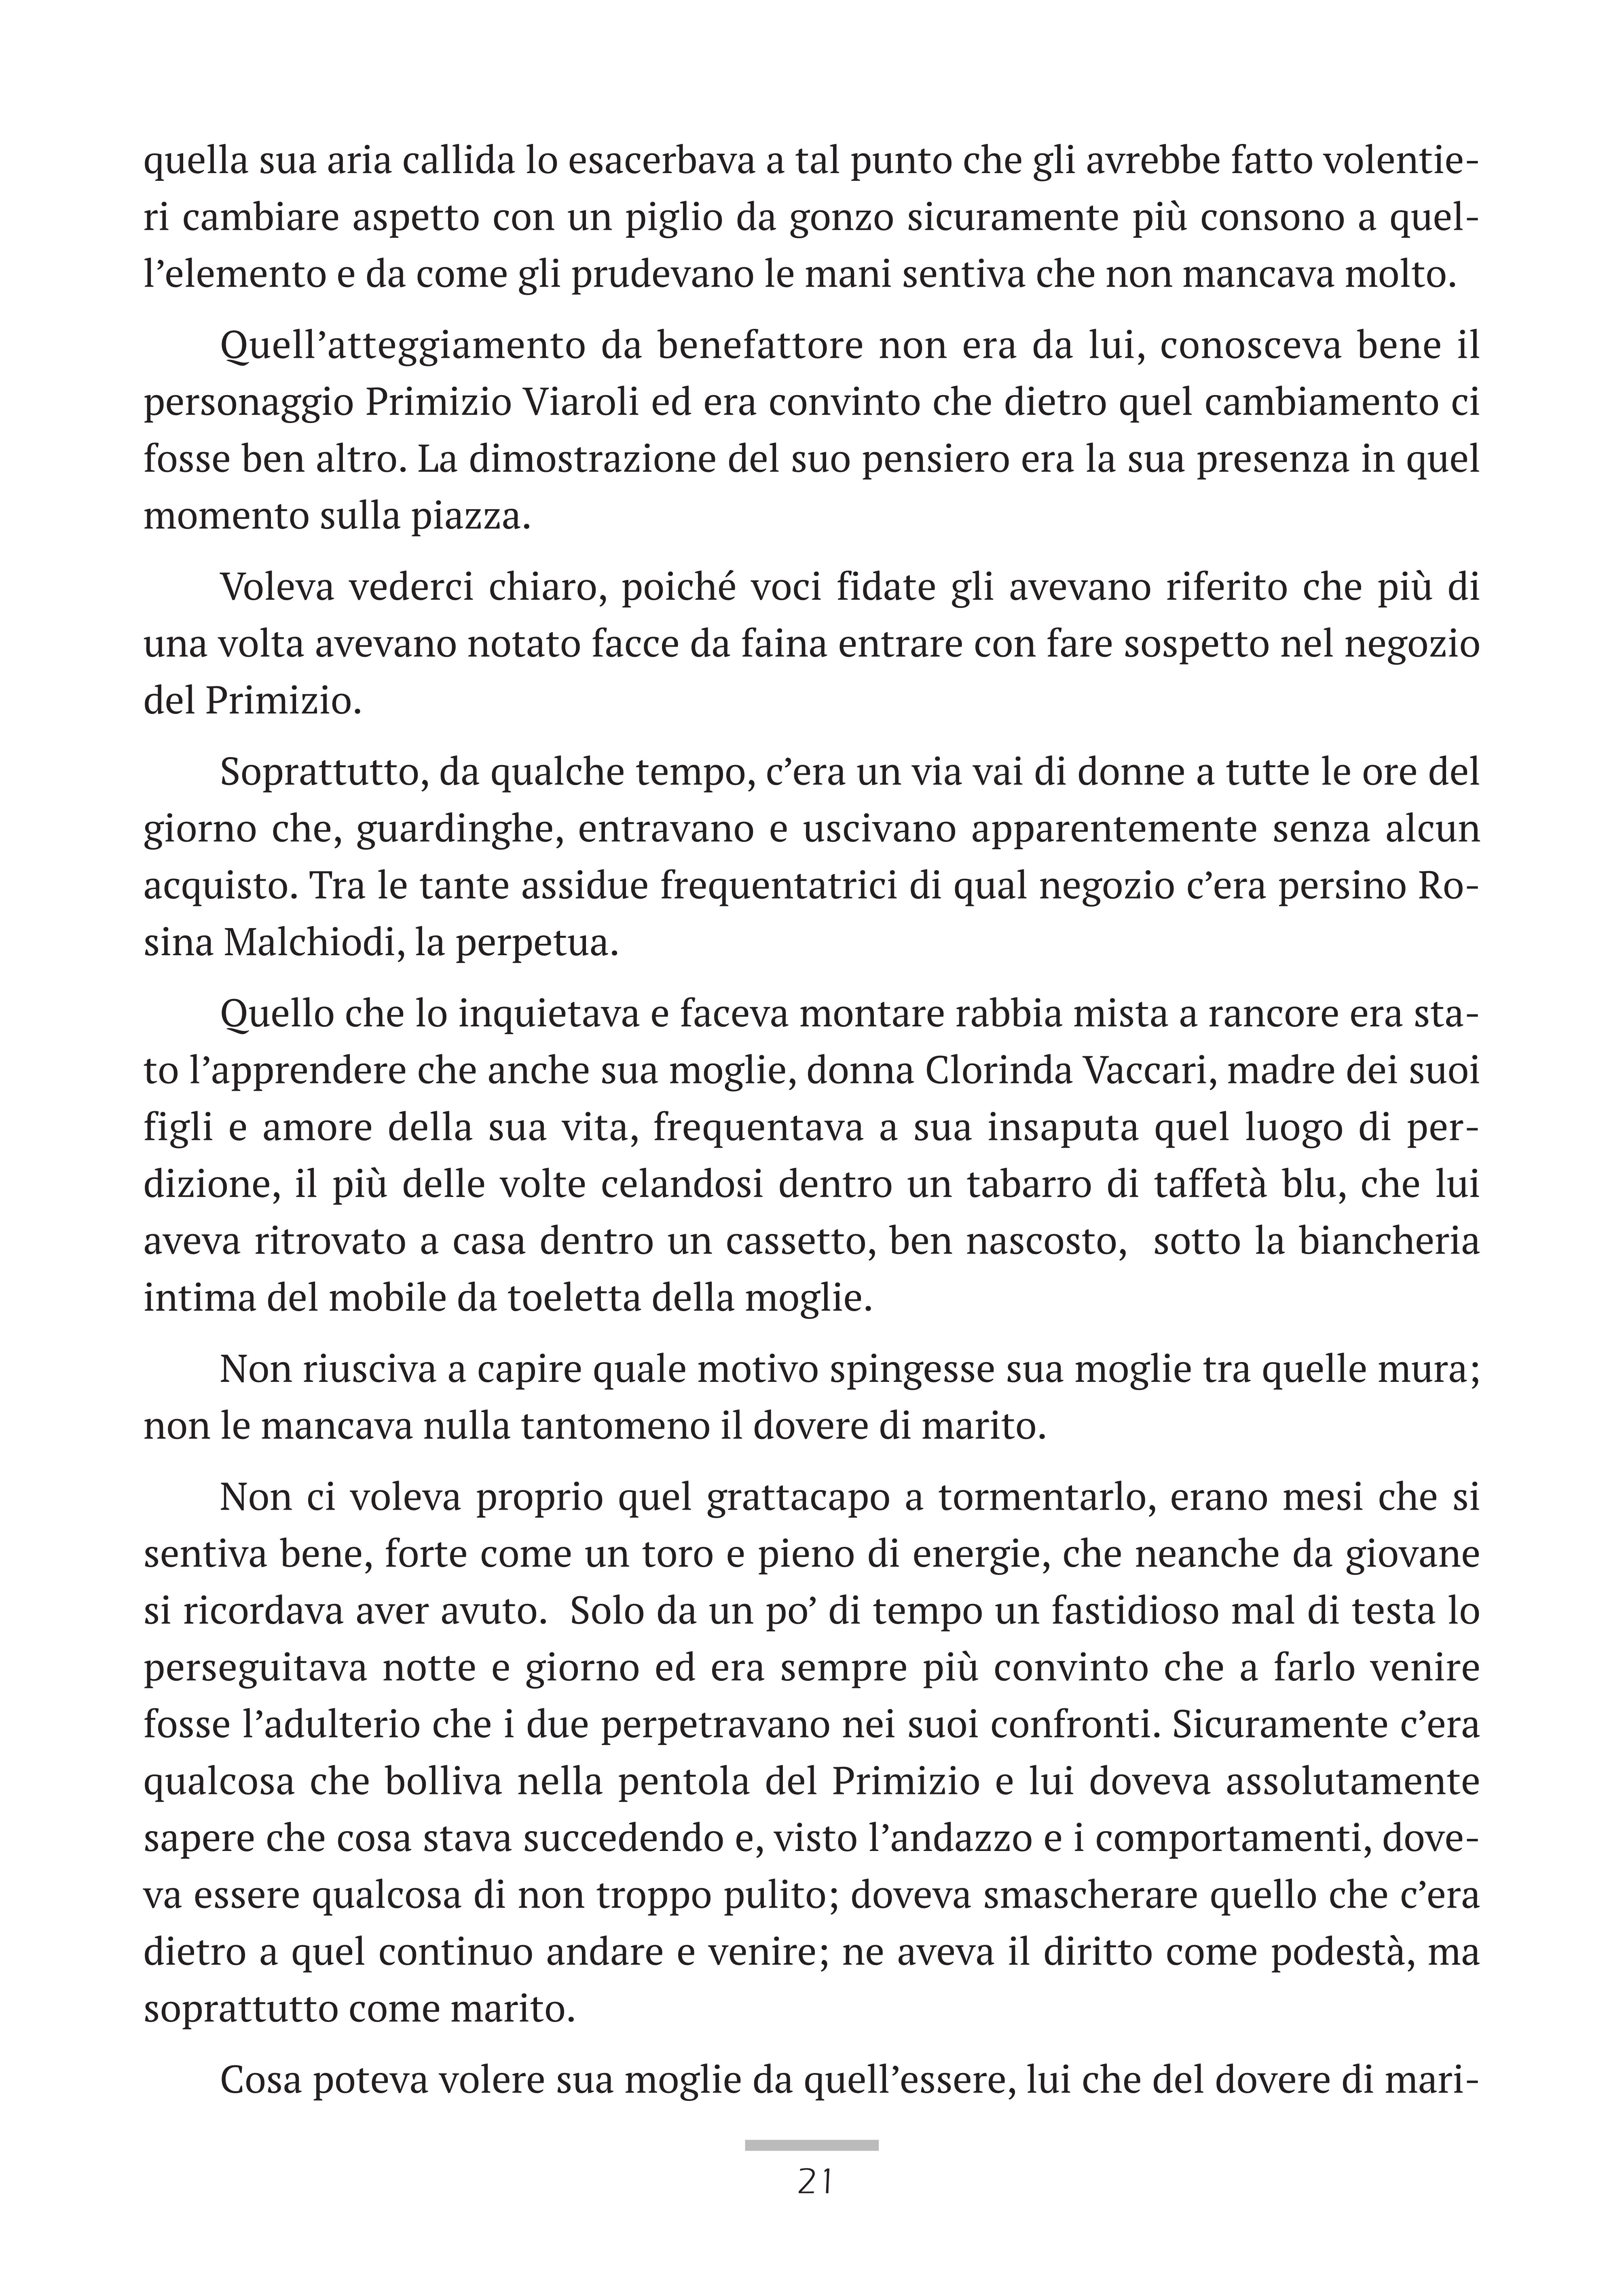 quella sua aria callida lo esacerbava a tal punto che gli avrebbe fatto volentie-
ri cambiare aspetto con un piglio da gonzo sicuramente più consono a quel-
l’elemento e da come gli prudevano le mani sentiva che non mancava molto.
Quell’atteggiamento da benefattore non era da lui, conosceva bene il
personaggio Primizio Viaroli ed era convinto che dietro quel cambiamento ci
fosse ben altro. La dimostrazione del suo pensiero era la sua presenza in quel
momento sulla piazza.
Voleva vederci chiaro, poiché voci fidate gli avevano riferito che più di
una volta avevano notato facce da faina entrare con fare sospetto nel negozio
del Primizio.
Soprattutto, da qualche tempo, c’era un via vai di donne a tutte le ore del
giorno che, guardinghe, entravano e uscivano apparentemente senza alcun
acquisto. Tra le tante assidue frequentatrici di qual negozio c’era persino Ro-
sina Malchiodi, la perpetua.
Quello che lo inquietava e faceva montare rabbia mista a rancore era sta-
to l’apprendere che anche sua moglie, donna Clorinda Vaccari, madre dei suoi
figli e amore della sua vita, frequentava a sua insaputa quel luogo di per-
dizione, il più delle volte celandosi dentro un tabarro di taffetà blu, che lui
aveva ritrovato a casa dentro un cassetto, ben nascosto,  sotto la biancheria
intima del mobile da toeletta della moglie.
Non riusciva a capire quale motivo spingesse sua moglie tra quelle mura;
non le mancava nulla tantomeno il dovere di marito.
Non ci voleva proprio quel grattacapo a tormentarlo, erano mesi che si
sentiva bene, forte come un toro e pieno di energie, che neanche da giovane
si ricordava aver avuto.  Solo da un po’ di tempo un fastidioso mal di testa lo
perseguitava notte e giorno ed era sempre più convinto che a farlo venire
fosse l’adulterio che i due perpetravano nei suoi confronti. Sicuramente c’era
qualcosa che bolliva nella pentola del Primizio e lui doveva assolutamente
sapere che cosa stava succedendo e, visto l’andazzo e i comportamenti, dove-
va essere qualcosa di non troppo pulito; doveva smascherare quello che c’era
dietro a quel continuo andare e venire; ne aveva il diritto come podestà, ma
soprattutto come marito.
Cosa poteva volere sua moglie da quell’essere, lui che del dovere di mari-
21